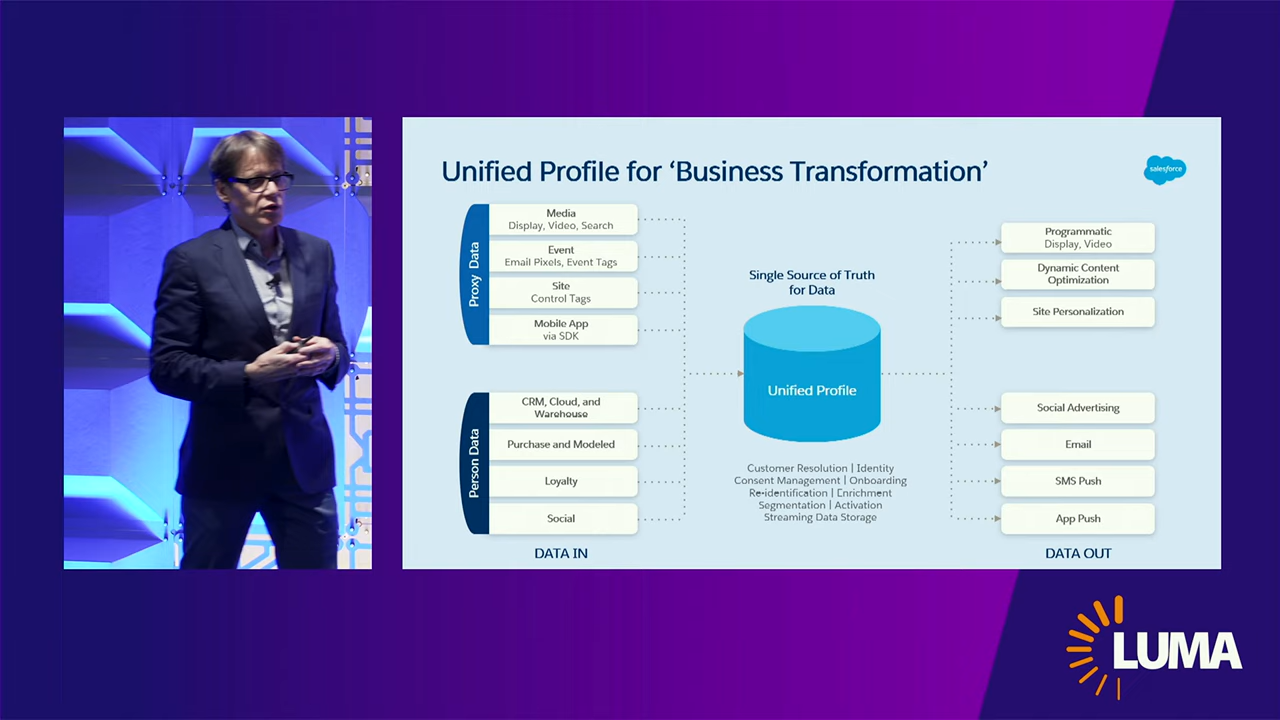 Unified Profile for ‘Business Transformation’
salesforce
Proxy Data
Media
Display, Video, Search
Event
Email Pixels, Event Tags
Site
Control Tags
Mobile App
via SDK
Person Data
CRM, Cloud, and
Warehouse
Purchase and Modeled
Loyalty
Social
DATA IN
Single Source of Truth
for Data
Unified Profile
Customer Resolution | Identity
Consent Management | Onboarding
Re-identification | Enrichment
Segmentation | Activation
Streaming Data Storage
Programmatic
Display, Video
Dynamic Content
Optimization
Site Personalization
Social Advertising
Email
SMS Push
App Push
DATA OUT
LUMA